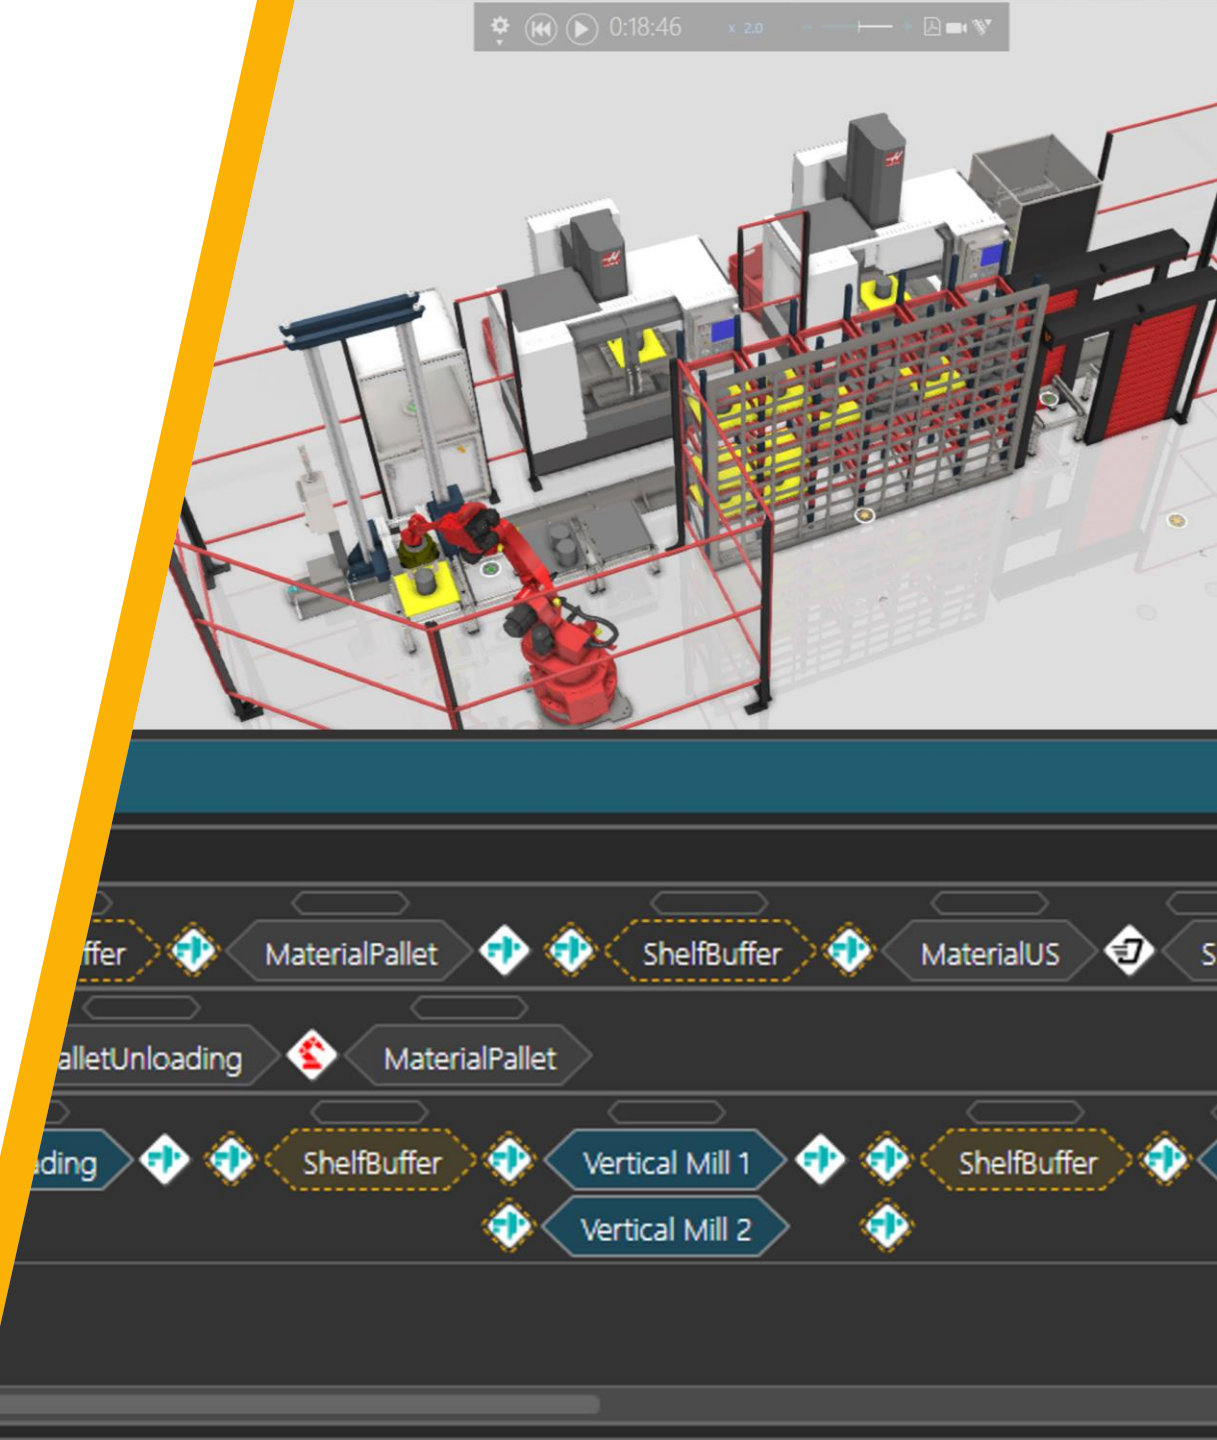 0:18:46 x 2.0
ffer MaterialPallet ShelfBuffer MaterialUS S
alletUnloading MaterialPallet
ading ShelfBuffer Vertical Mill 1 ShelfBuffer
Vertical Mill 2